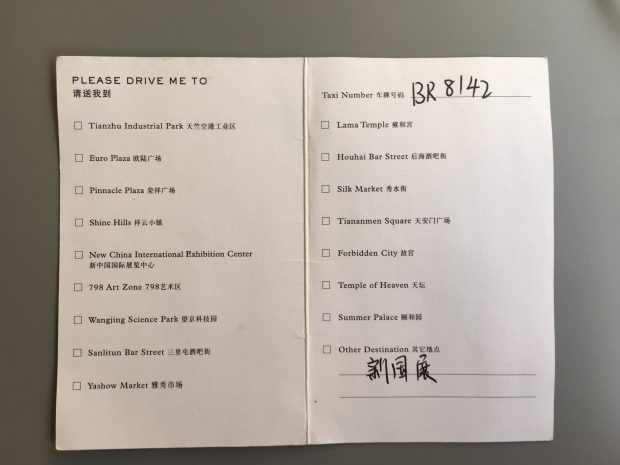 PLEASE DRIVE ME TO
请送我到
Tianzhu Industrial Park 天竺空港工业区
Euro Plaza 欧陆广场
Pinnacle Plaza 荣祥广场
Shine Hills 祥云小镇
New China International Exhibition Center
新中国国际展览中心
798 Art Zone 798艺术区
Wangjing Science Park 望京科技园
Sanlitun Bar Street 三里屯酒吧街
Yashow Market 雅秀市场
Taxi Number 车牌号码 BR 8142
Lama Temple 雍和宫
Houhai Bar Street 后海酒吧街
Silk Market 秀水街
Tiananmen Square 天安门广场
Forbidden City 故宫
Temple of Heaven 天坛
Summer Palace 颐和园
Other Destination 其它地点
新国展